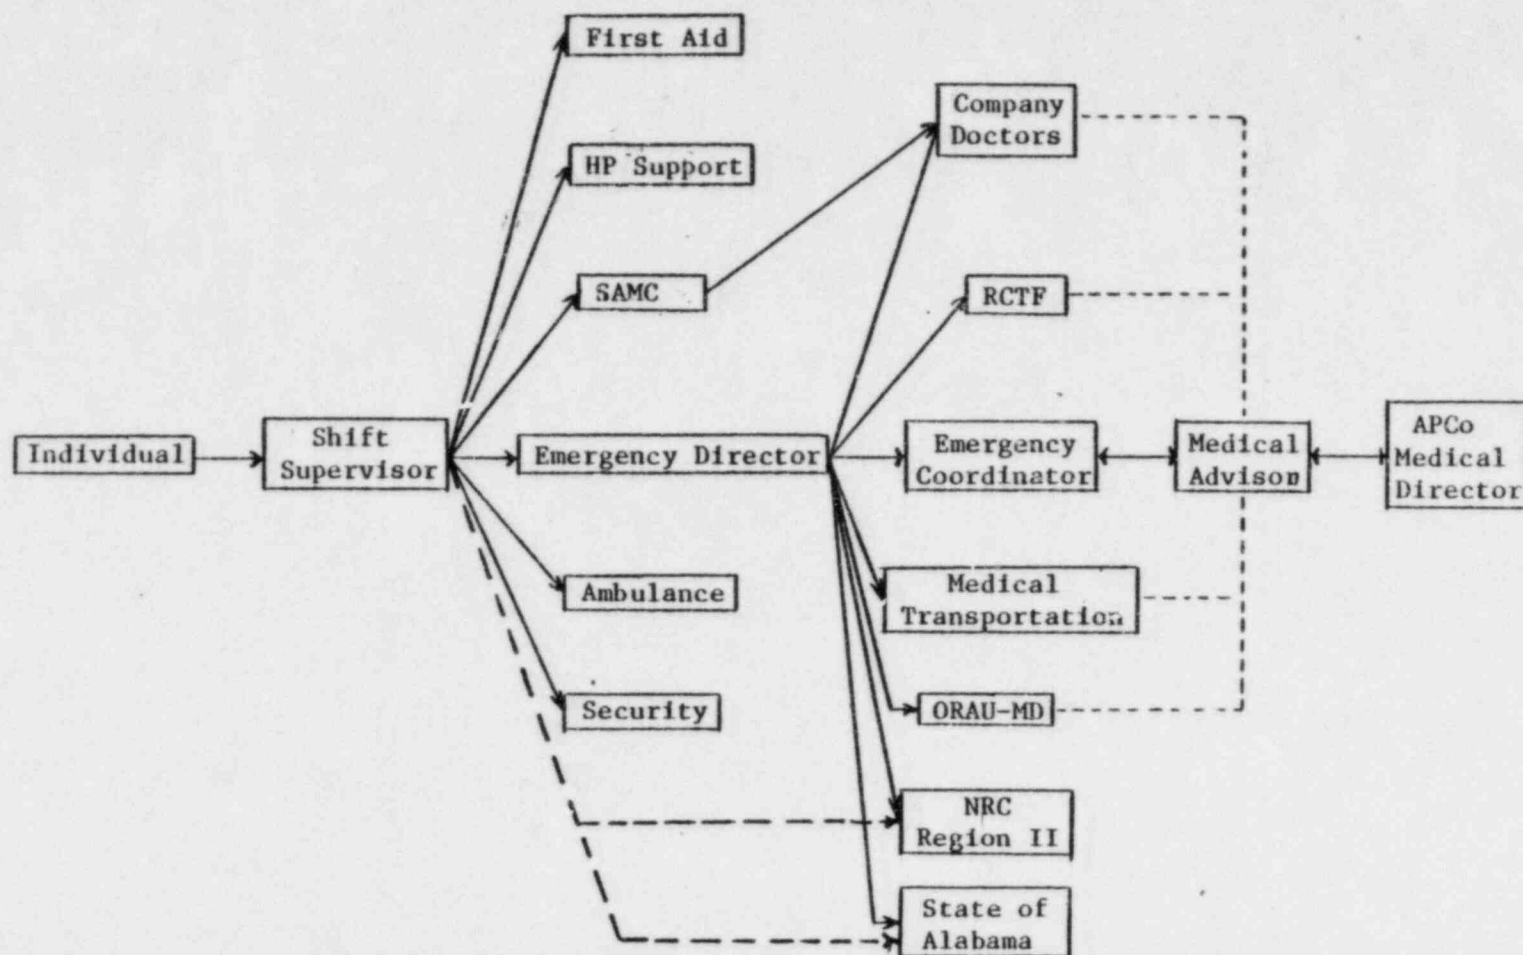 First Aid
Company
Doctors
HP Support
SAMC
RCTF
Individual
Shift
Supervisor
Emergency Director
Emergency
Coordinator
Medical
Advisor
APCo
Medical
Director
Ambulance
Medical
Transportation
Security
ORAU-MD
NRC
Region II
State of
Alabama